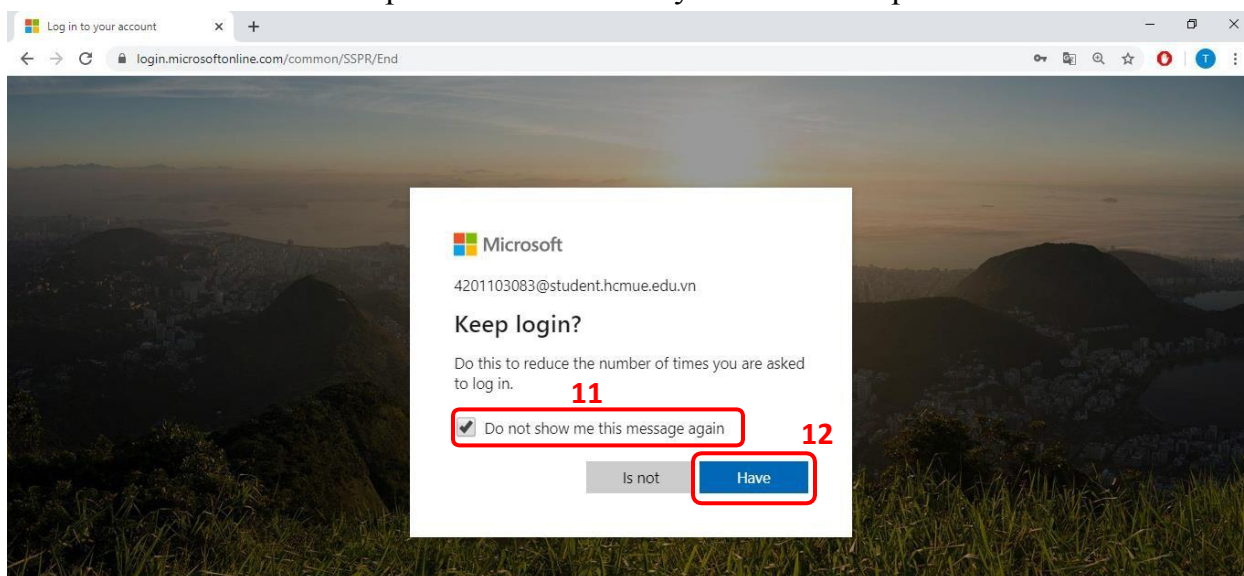 Log in to your account
login.microsoftonline.com/common/SSPR/End
T
Microsoft
4201103083@student.hcmue.edu.vn
Keep login?
Do this to reduce the number of times you are asked
to log in.
11
Do not show me this message again
12
Is not Have